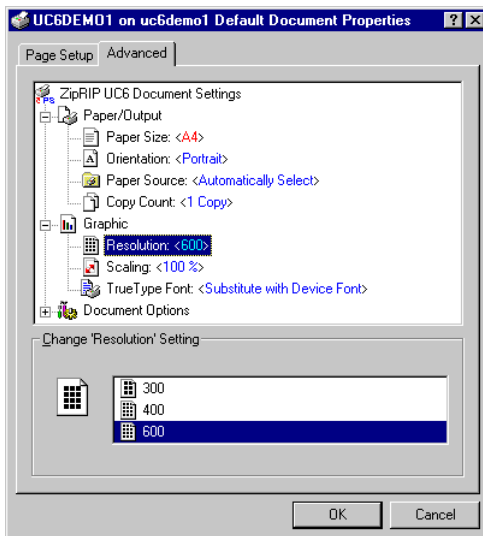 UC6DEMO1 on uc6demo1 Default Document Properties
Page Setup
Advanced
ZipRIP UC6 Document Settings
Paper/Output
Paper Size: <A4>
Orientation: <Portrait>
Paper Source: <Automatically Select>
Copy Count: <1 Copy>
Graphic
Resolution: <600>
Scaling: <100 %>
TrueType Font: <Substitute with Device Font>
Document Options
Change 'Resolution' Setting
300
400
600
OK
Cancel